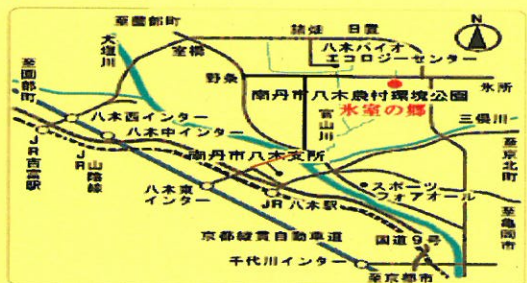 至園部町
諸畑
日置
N
大堰川
室橋
八木バイオ
エコロジーセンター
至園部町
野条
氷所
南丹市八木農村環境公園
氷室の郷
官山川
三俣川
八木西インター
八木中インター
JR吉富駅
JR山陰線
南丹市八木支所
至京北町
八木東
インター
JR八木駅
スポーツ
フォアオール
至亀岡市
京都縦貫自動車道
国道9号
千代川インター
至京都市